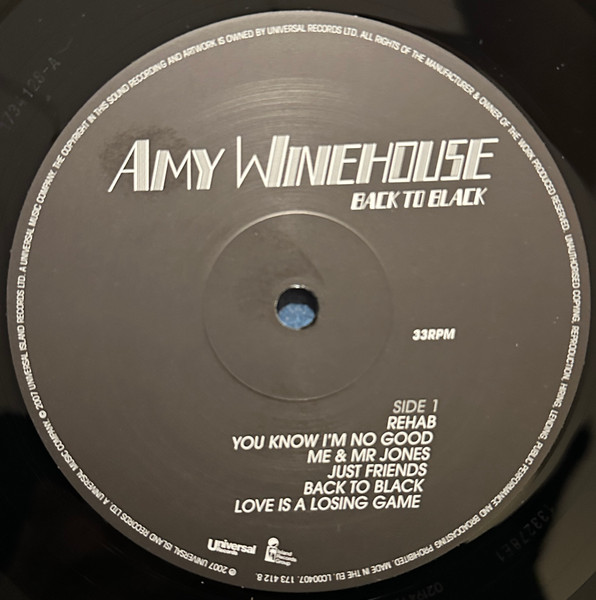 AMY WINEHOUSE
BACK TO BLACK
33RPM
SIDE 1
REHAB
YOU KNOW I'M NO GOOD
ME & MR JONES
JUST FRIENDS
BACK TO BLACK
LOVE IS A LOSING GAME
Universal
Island
Records
Group
℗ 2007 UNIVERSAL ISLAND RECORDS LTD. A UNIVERSAL MUSIC COMPANY. © 2007 UNIVERSAL ISLAND RECORDS LTD. A UNIVERSAL MUSIC COMPANY. THE COPYRIGHT IN THIS SOUND RECORDING AND ARTWORK IS OWNED BY UNIVERSAL RECORDS LTD. ALL RIGHTS OF THE MANUFACTURER & OWNER OF THE WORK PRODUCED RESERVED. UNAUTHORISED COPYING, REPRODUCTION, HIRING, LENDING, PUBLIC PERFORMANCE AND BROADCASTING PROHIBITED. MADE IN THE EU. LC00407. 173 412 8.